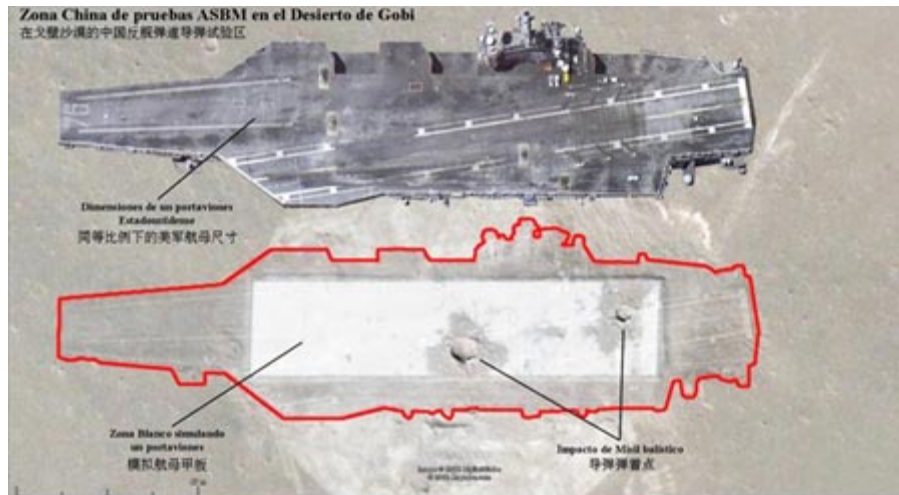 Zona China de pruebas ASBM en el Desierto de Gobi
在戈壁沙漠的中国反舰弹道导弹试验区
Dimensiones de un portaviones
Estadounidense
同等比例下的美军航母尺寸
Zona Blanco simulando
un portaviones
模拟航母甲板
Impacto de Misil balístico
导弹弹着点